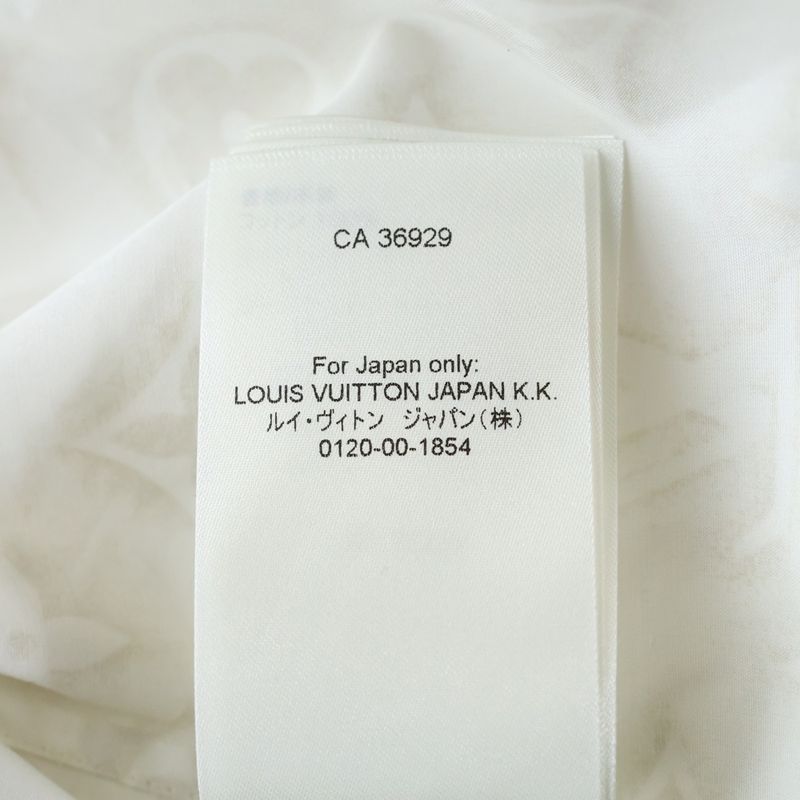 CA 36929
For Japan only:
LOUIS VUITTON JAPAN K.K.
ルイ・ヴィトン ジャパン(株)
0120-00-1854